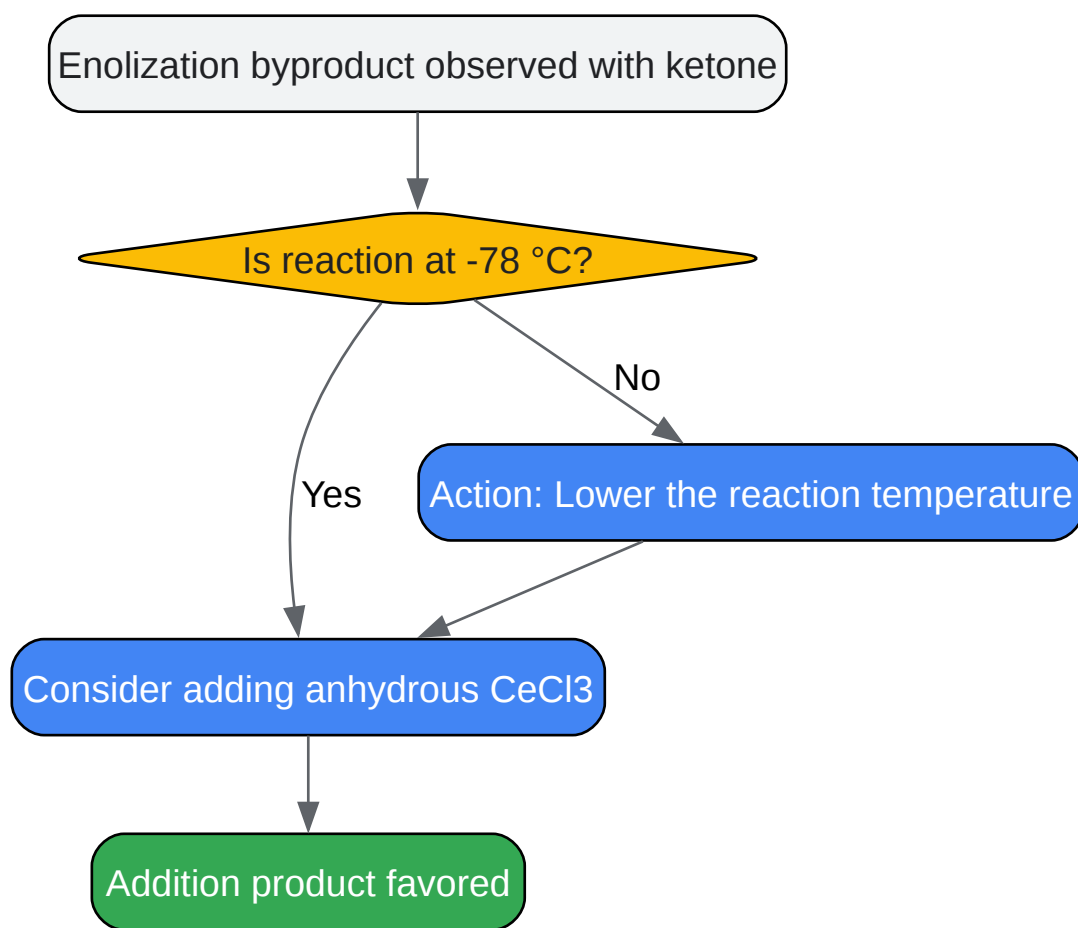 Enolization byproduct observed with ketone
Is reaction at -78 °C?
No
Yes
Action: Lower the reaction temperature
Consider adding anhydrous CeCl3
Addition product favored